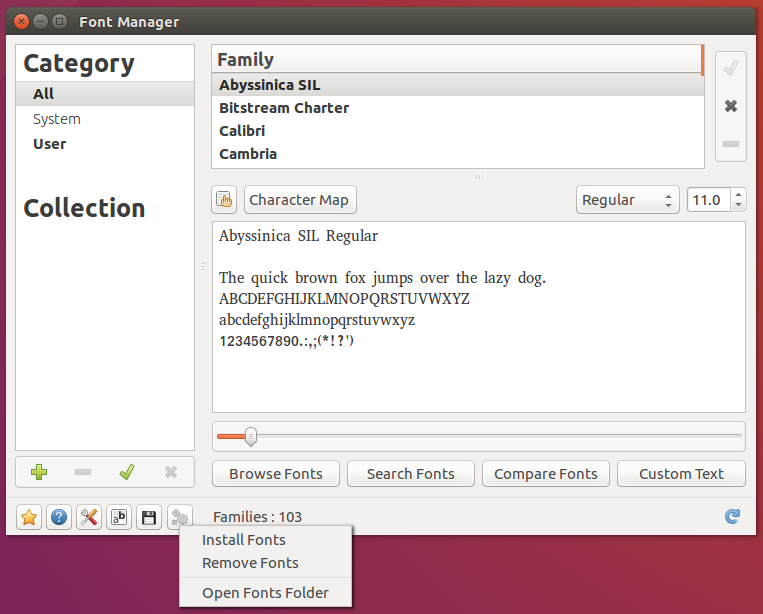 Font Manager
Category
All
System
User
Collection
Family
Abyssinica SIL
Bitstream Charter
Calibri
Cambria
Character Map
Regular
11.0
Abyssinica SIL Regular
The quick brown fox jumps over the lazy dog.
ABCDEFGHIJKLMNOPQRSTUVWXYZ
abcdefghijklmnopqrstuvwxyz
1234567890.:,;(*!?')
Browse Fonts
Search Fonts
Compare Fonts
Custom Text
Families : 103
Install Fonts
Remove Fonts
Open Fonts Folder